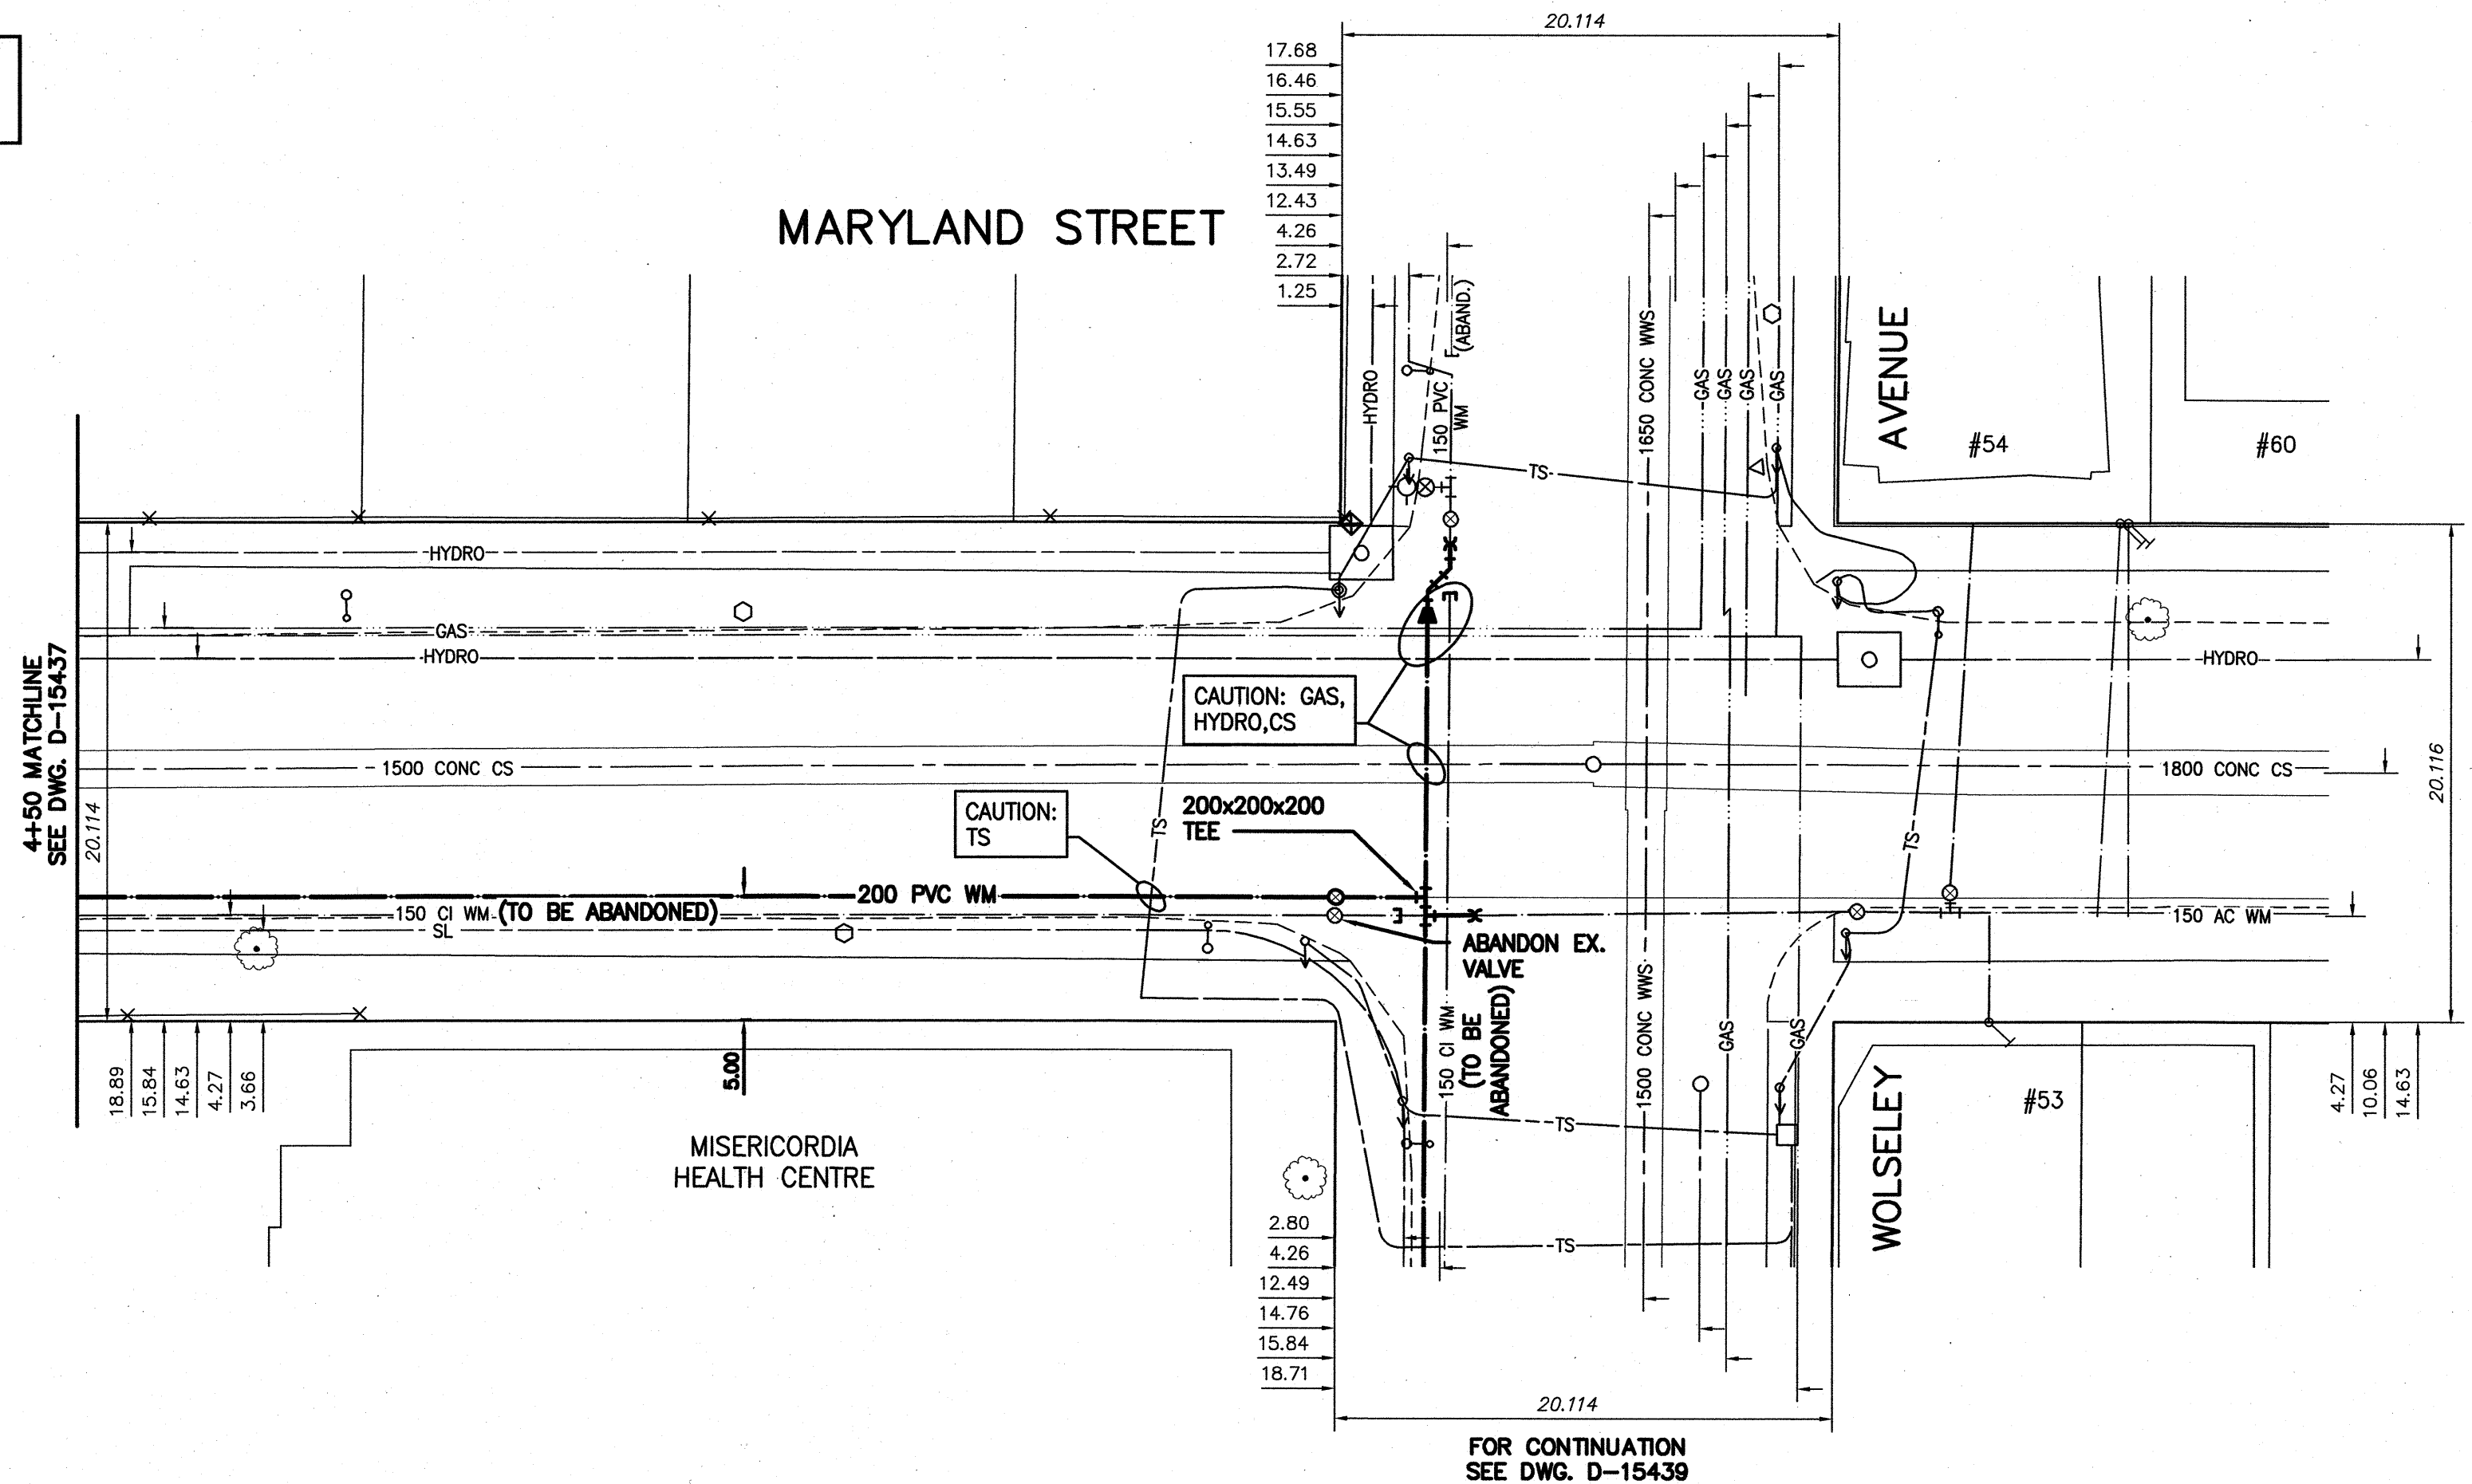 20.114
17.68
16.46
15.55
14.63
13.49
12.43
4.26
2.72
1.25
MARYLAND STREET
HYDRO
150 PVC
WM
(ABAND.)
1650 CONC WWS
GAS
GAS
GAS
GAS
AVENUE
#54
#60
TS
HYDRO
GAS
HYDRO
HYDRO
4+50 MATCHLINE
SEE DWG. D-15437
20.114
CAUTION: GAS,
HYDRO,CS
1500 CONC CS
1800 CONC CS
20.116
CAUTION:
TS
TS
200x200x200
TEE
TS
200 PVC WM
150 CI WM (TO BE ABANDONED)
SL
150 AC WM
ABANDON EX.
VALVE
150 CI WM
(TO BE
ABANDONED)
1500 CONC WWS
GAS
GAS
18.89
15.84
14.63
4.27
3.66
5.00
MISERICORDIA
HEALTH CENTRE
TS
TS
WOLSELEY
#53
4.27
10.06
14.63
2.80
4.26
12.49
14.76
15.84
18.71
20.114
FOR CONTINUATION
SEE DWG. D-15439